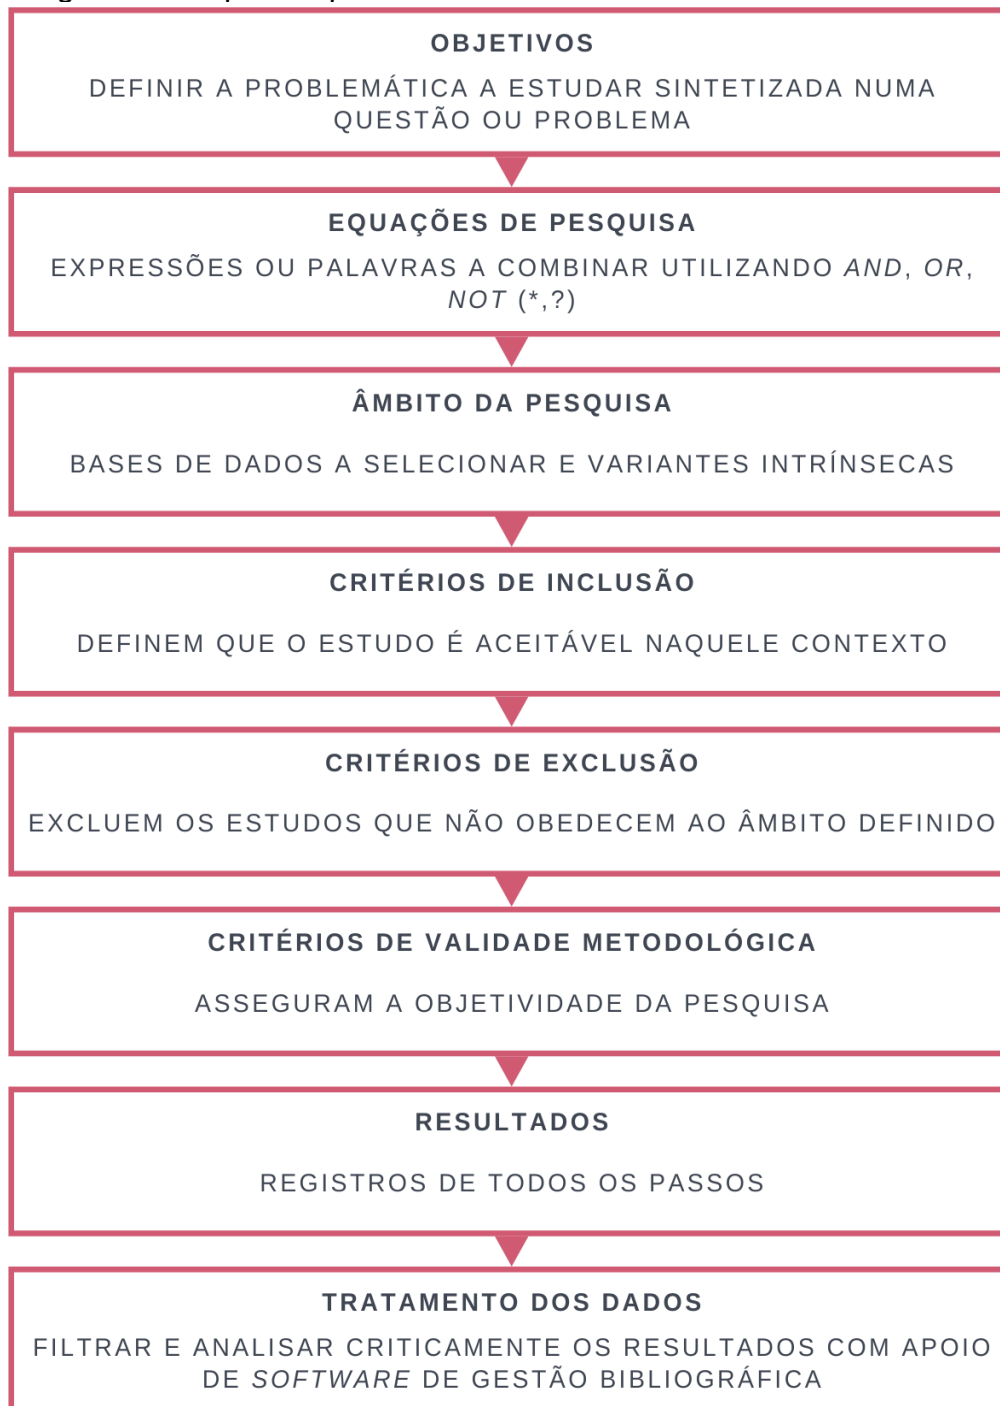 OBJETIVOS
DEFINIR A PROBLEMÁTICA A ESTUDAR SINTETIZADA NUMA
QUESTÃO OU PROBLEMA
EQUAÇÕES DE PESQUISA
EXPRESSÕES OU PALAVRAS A COMBINAR UTILIZANDO AND, OR,
NOT (*,?)
ÂMBITO DA PESQUISA
BASES DE DADOS A SELECIONAR E VARIANTES INTRÍNSECAS
CRITÉRIOS DE INCLUSÃO
DEFINEM QUE O ESTUDO É ACEITÁVEL NAQUELE CONTEXTO
CRITÉRIOS DE EXCLUSÃO
EXCLUEM OS ESTUDOS QUE NÃO OBEDECEM AO ÂMBITO DEFINIDO
CRITÉRIOS DE VALIDADE METODOLÓGICA
ASSEGURAM A OBJETIVIDADE DA PESQUISA
RESULTADOS
REGISTROS DE TODOS OS PASSOS
TRATAMENTO DOS DADOS
FILTRAR E ANALISAR CRITICAMENTE OS RESULTADOS COM APOIO
DE SOFTWARE DE GESTÃO BIBLIOGRÁFICA